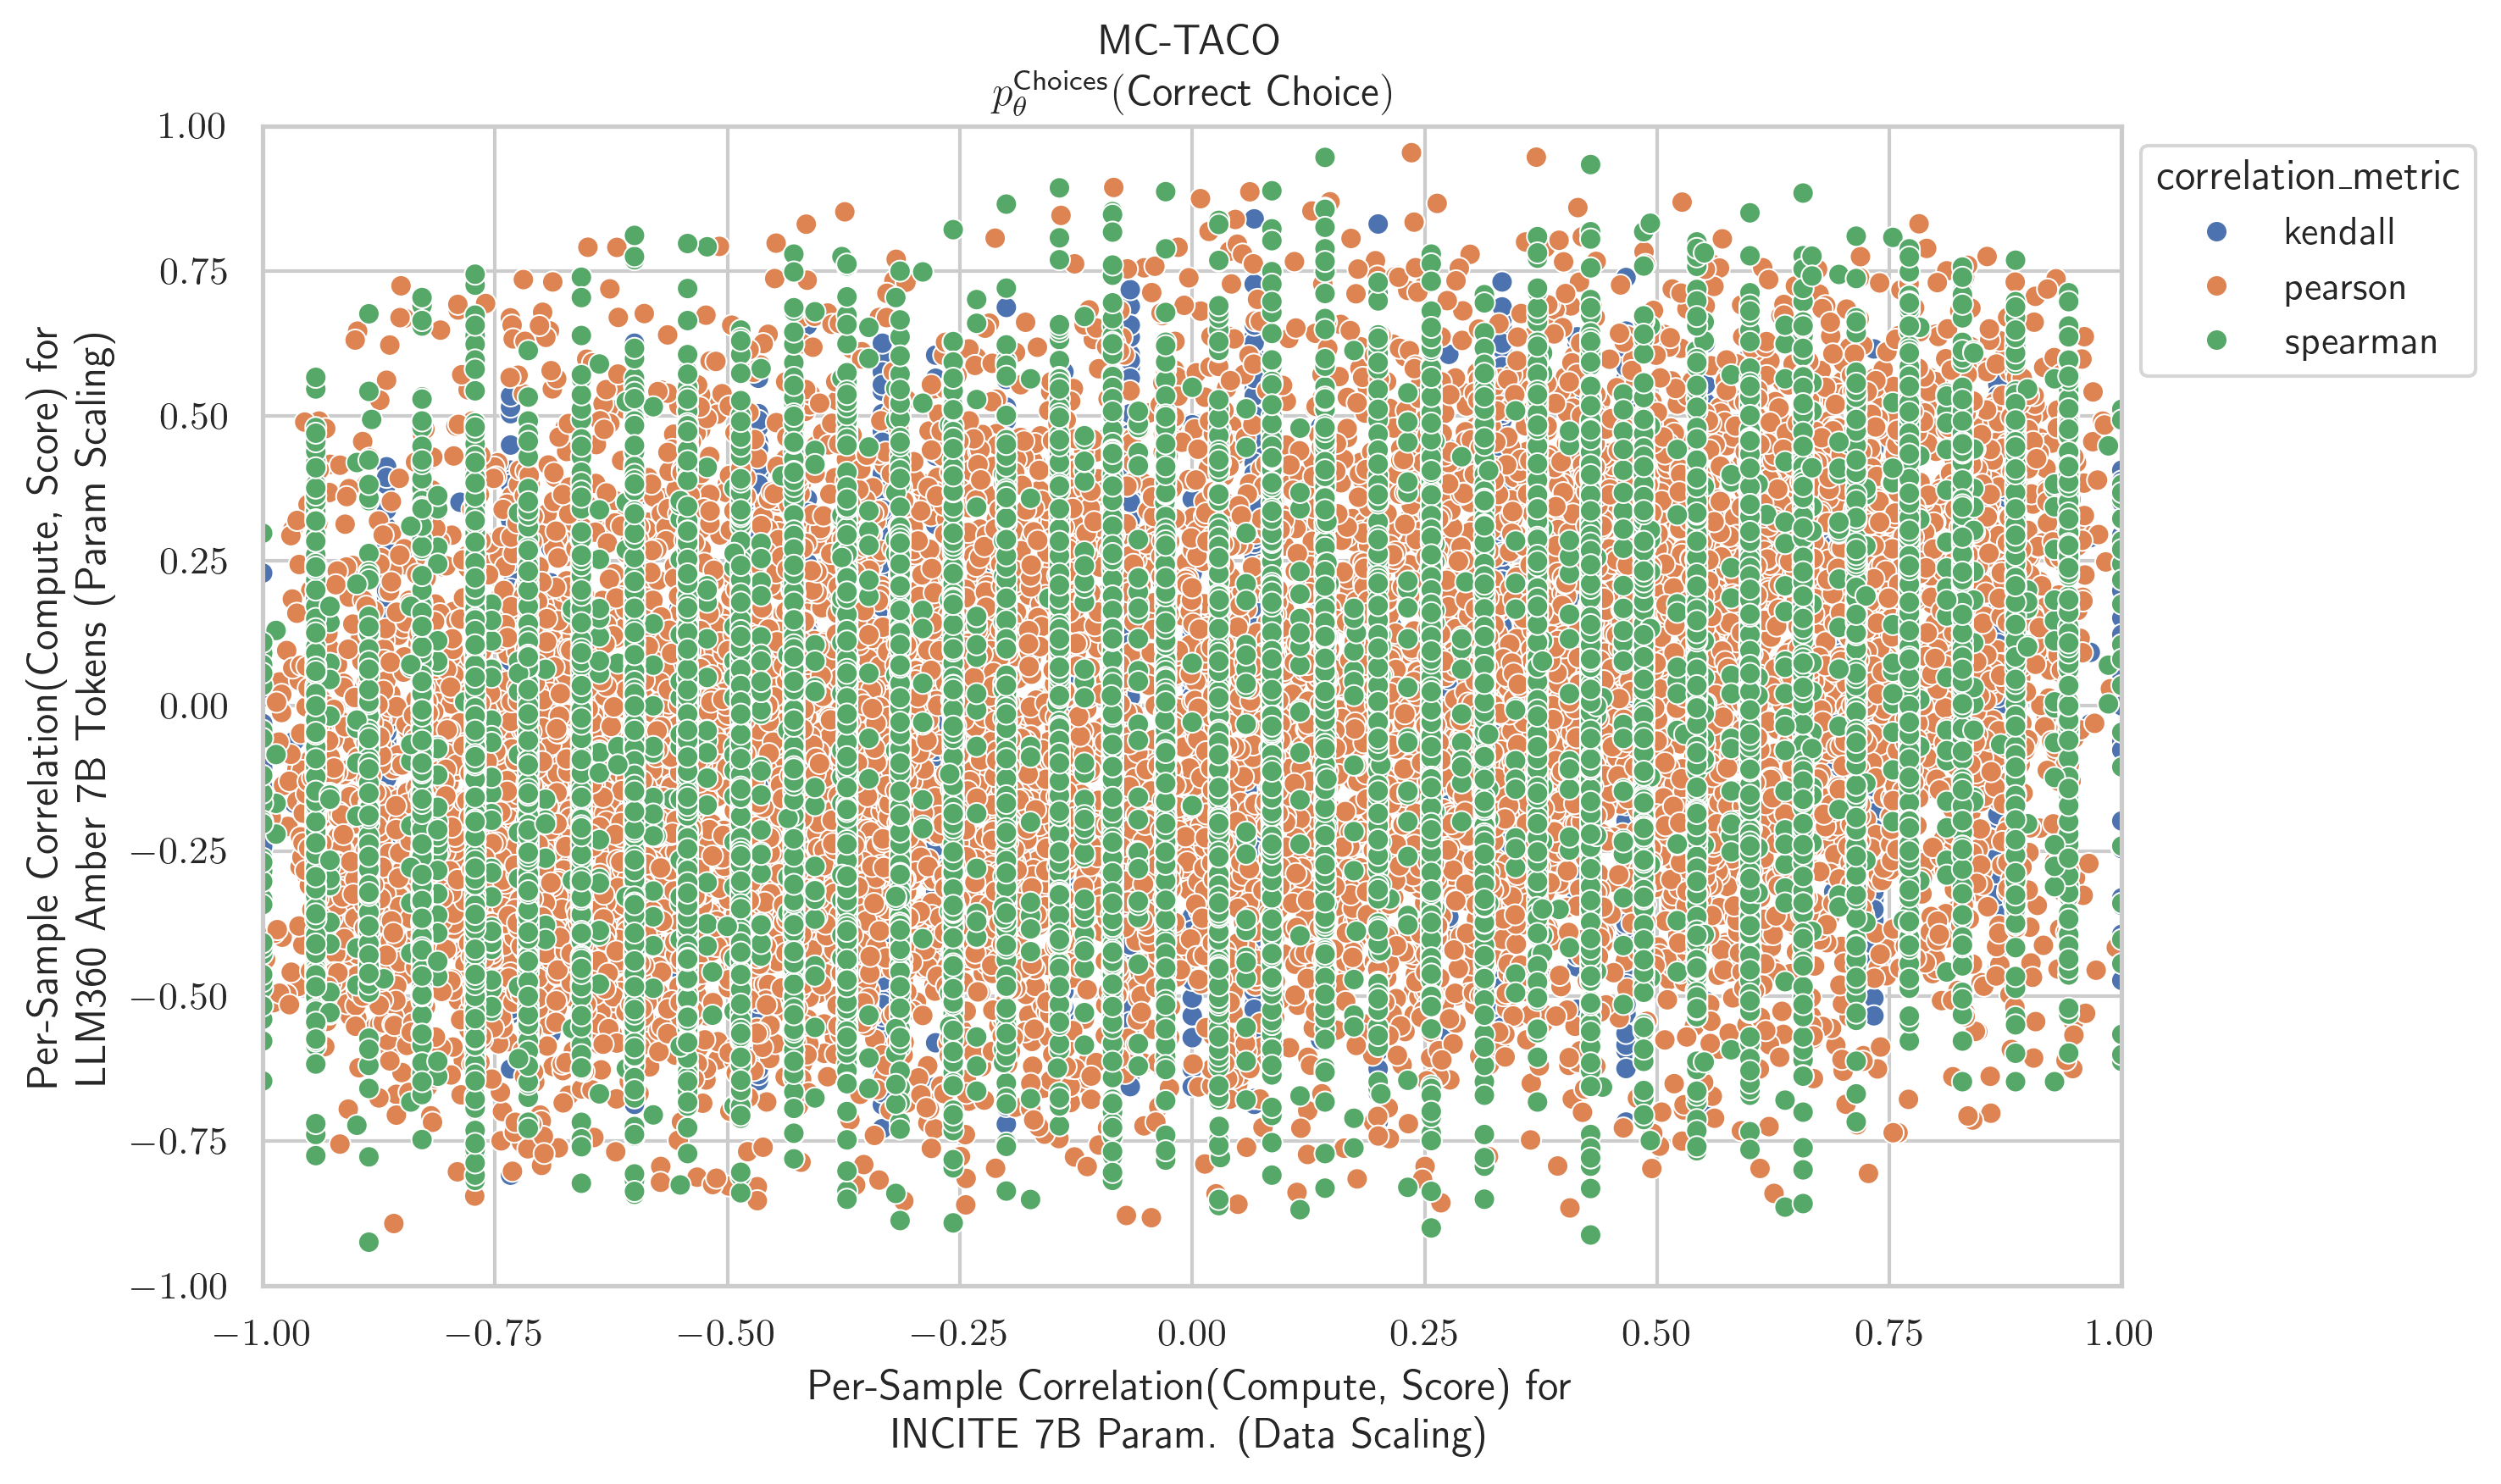 MC-TACO
p_θ^Choices(Correct Choice)
1.00
0.75
0.50
0.25
0.00
−0.25
−0.50
−0.75
−1.00
Per-Sample Correlation(Compute, Score) for
LLM360 Amber 7B Tokens (Param Scaling)
−1.00 −0.75 −0.50 −0.25 0.00 0.25 0.50 0.75 1.00
Per-Sample Correlation(Compute, Score) for
INCITE 7B Param. (Data Scaling)
correlation_metric
kendall
pearson
spearman